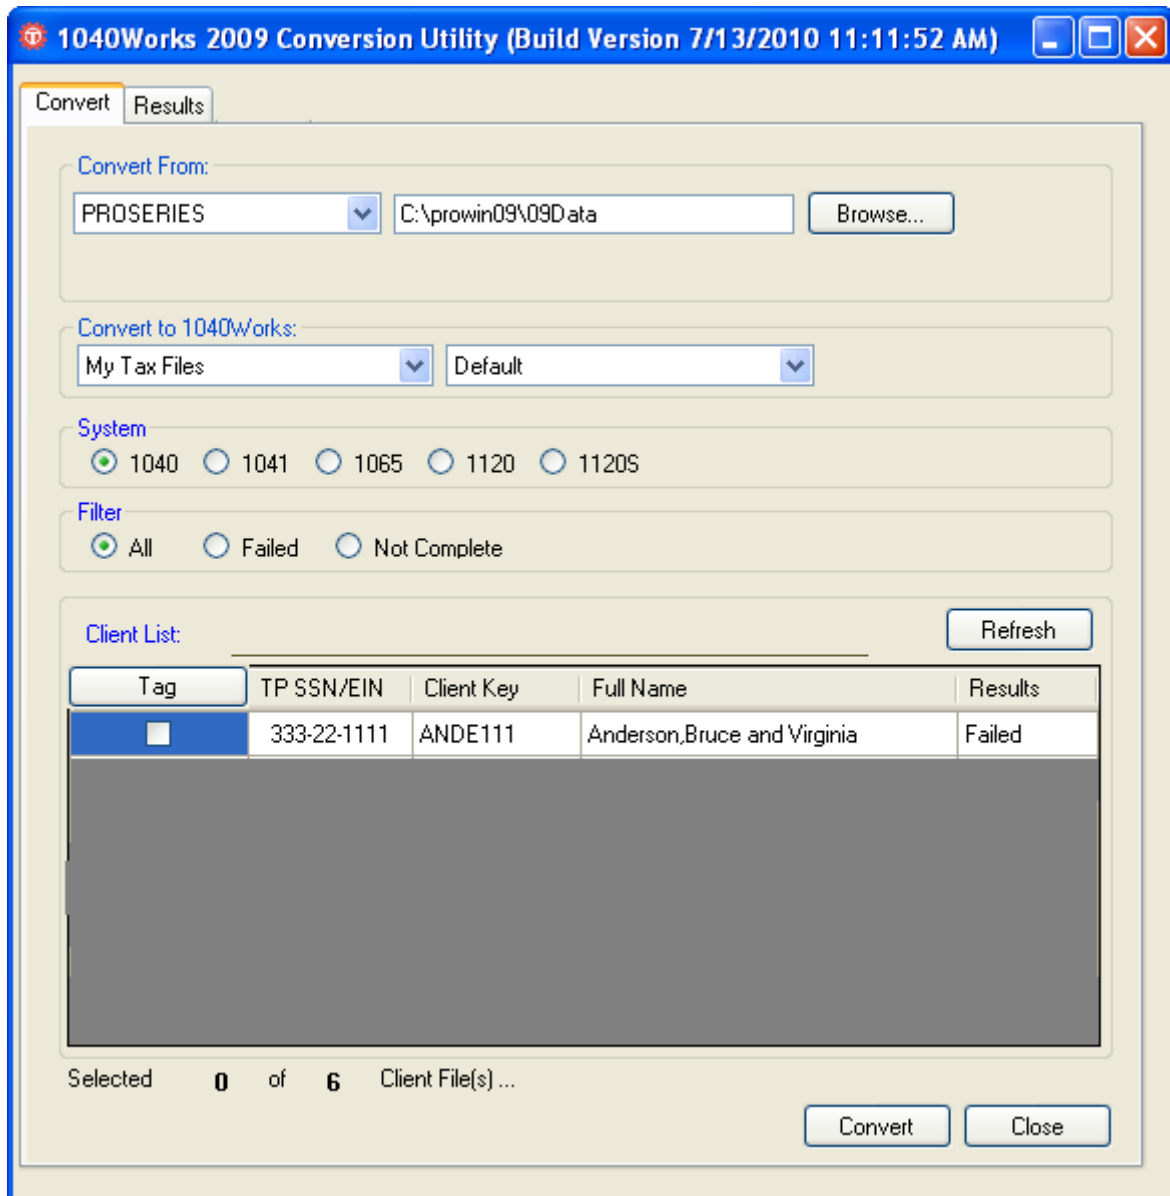 1040Works 2009 Conversion Utility (Build Version 7/13/2010 11:11:52 AM)
Convert Results
Convert From:
PROSERIES C:\prowin09\09Data Browse...
Convert to 1040Works:
My Tax Files Default
System
1040 1041 1065 1120 1120S
Filter
All Failed Not Complete
Client List: Refresh
Tag TP SSN/EIN Client Key Full Name Results
333-22-1111 ANDE111 Anderson,Bruce and Virginia Failed
Selected 0 of 6 Client File(s) ...
Convert Close